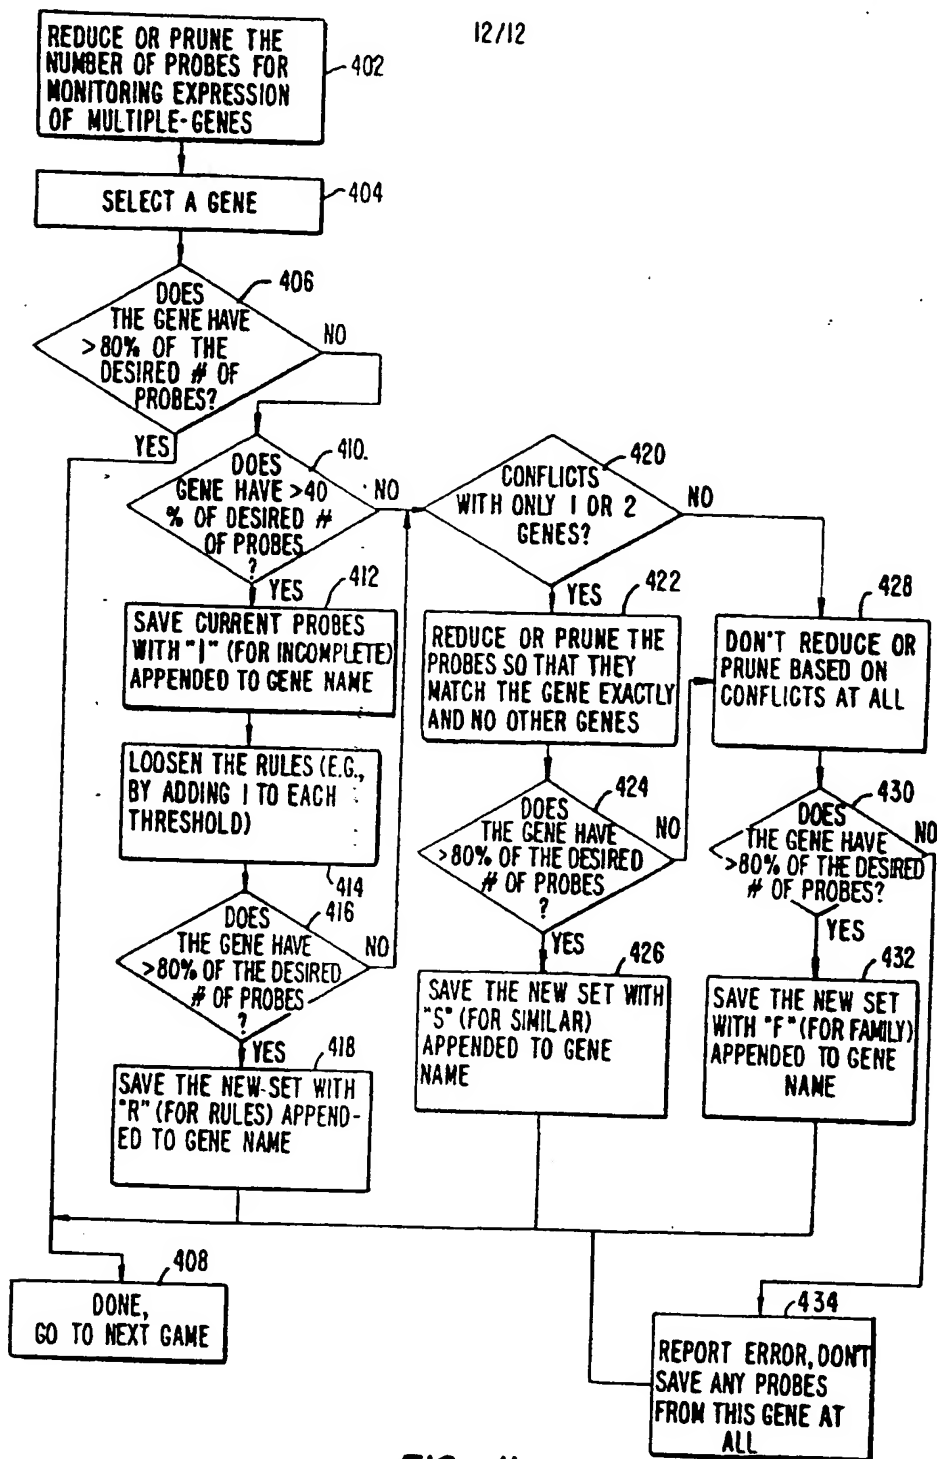 12/12
REDUCE OR PRUNE THE
NUMBER OF PROBES FOR
MONITORING EXPRESSION
OF MULTIPLE-GENES
402
SELECT A GENE
404
406
DOES
THE GENE HAVE
>80% OF THE
DESIRED # OF
PROBES?
NO
YES
410
DOES
GENE HAVE >40
% OF DESIRED #
OF PROBES
?
NO
YES
420
CONFLICTS
WITH ONLY 1 OR 2
GENES?
NO
YES
412
SAVE CURRENT PROBES
WITH "I" (FOR INCOMPLETE)
APPENDED TO GENE NAME
422
REDUCE OR PRUNE THE
PROBES SO THAT THEY
MATCH THE GENE EXACTLY
AND NO OTHER GENES
428
DON'T REDUCE OR
PRUNE BASED ON
CONFLICTS AT ALL
LOOSEN THE RULES (E.G.,
BY ADDING 1 TO EACH
THRESHOLD)
414
424
DOES
THE GENE HAVE
>80% OF THE DESIRED
# OF PROBES
?
NO
YES
430
DOES
THE GENE HAVE
>80% OF THE DESIRED
# OF PROBES?
NO
YES
416
DOES
THE GENE HAVE
>80% OF THE DESIRED
# OF PROBES
?
NO
YES
418
SAVE THE NEW-SET WITH
"R" (FOR RULES) APPEND-
ED TO GENE NAME
426
SAVE THE NEW SET WITH
"S" (FOR SIMILAR)
APPENDED TO GENE
NAME
432
SAVE THE NEW SET
WITH "F" (FOR FAMILY)
APPENDED TO GENE
NAME
408
DONE,
GO TO NEXT GAME
434
REPORT ERROR, DON'T
SAVE ANY PROBES
FROM THIS GENE AT
ALL